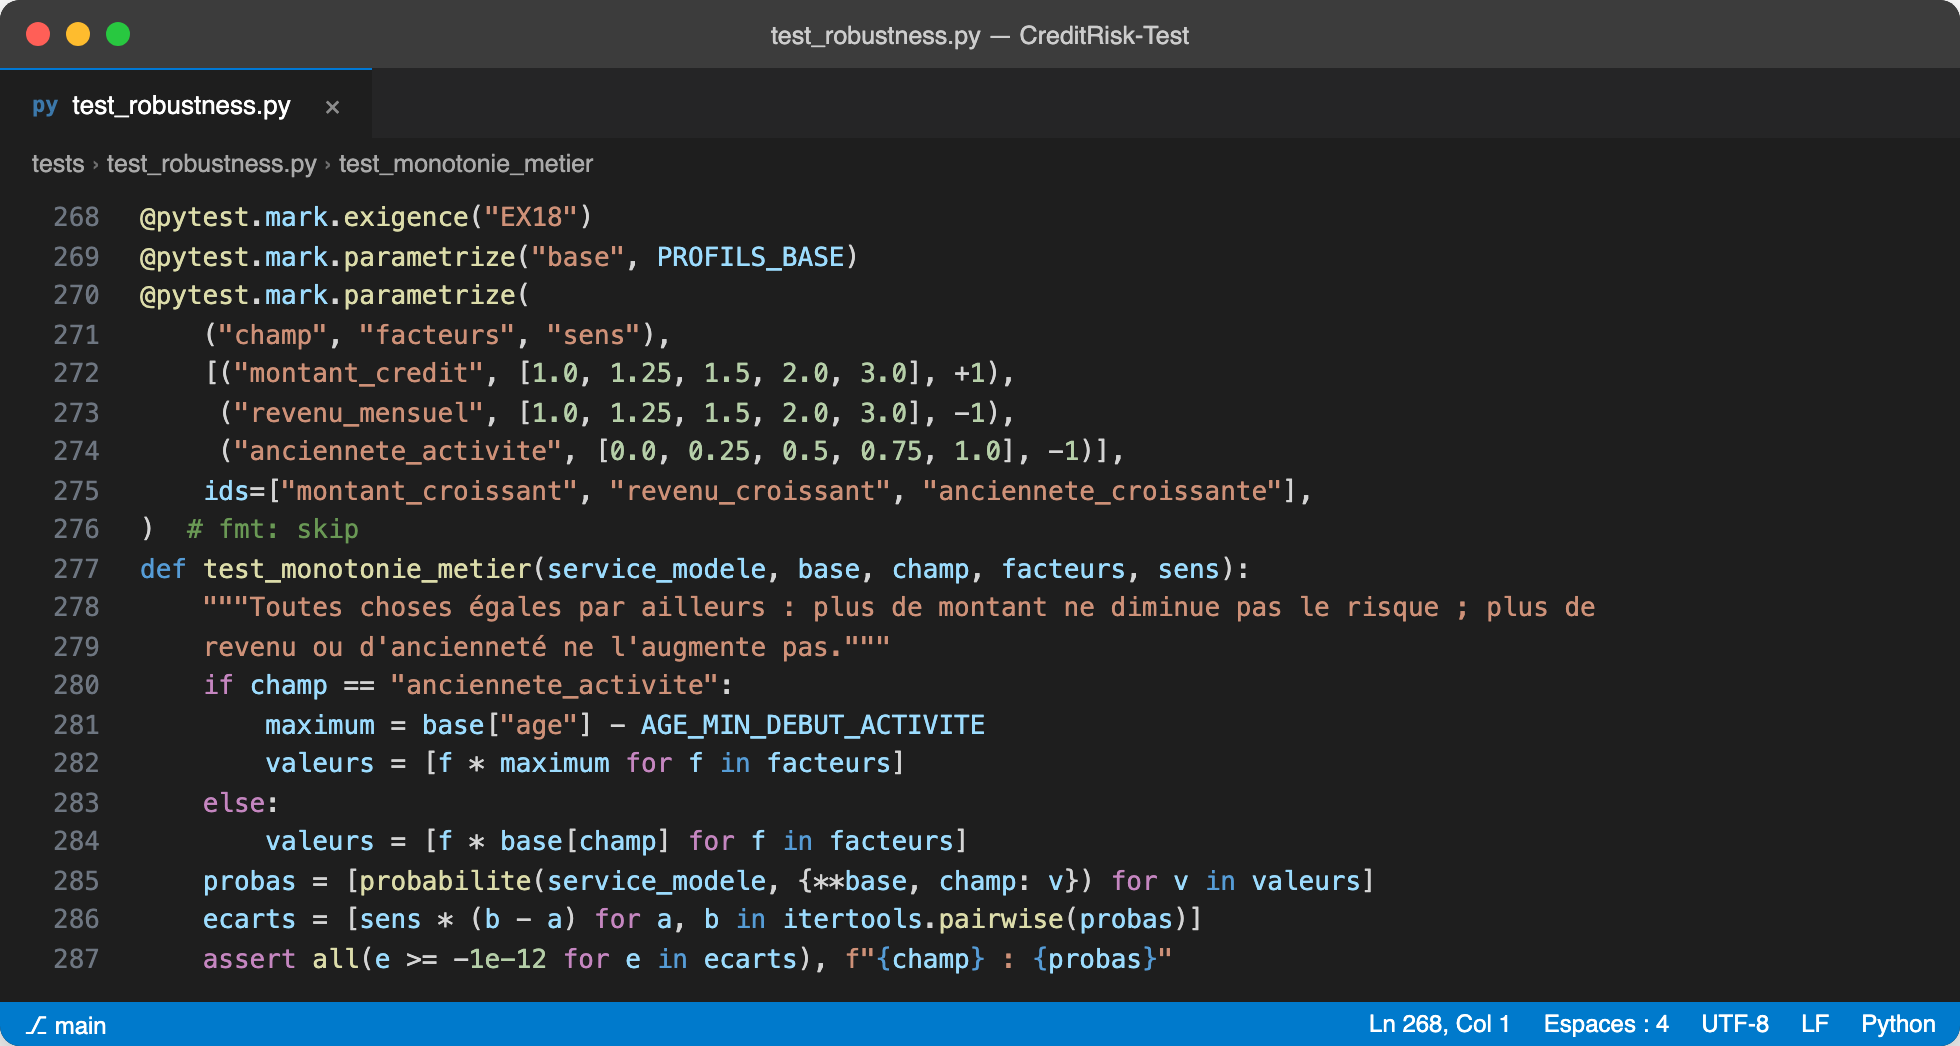 test_robustness.py — CreditRisk-Test
py test_robustness.py ×
tests › test_robustness.py › test_monotonie_metier
268 @pytest.mark.exigence("EX18")
269 @pytest.mark.parametrize("base", PROFILS_BASE)
270 @pytest.mark.parametrize(
271     ("champ", "facteurs", "sens"),
272     [("montant_credit", [1.0, 1.25, 1.5, 2.0, 3.0], +1),
273      ("revenu_mensuel", [1.0, 1.25, 1.5, 2.0, 3.0], -1),
274      ("anciennete_activite", [0.0, 0.25, 0.5, 0.75, 1.0], -1)],
275     ids=["montant_croissant", "revenu_croissant", "anciennete_croissante"],
276 )  # fmt: skip
277 def test_monotonie_metier(service_modele, base, champ, facteurs, sens):
278     """Toutes choses égales par ailleurs : plus de montant ne diminue pas le risque ; plus de
279     revenu ou d'ancienneté ne l'augmente pas."""
280     if champ == "anciennete_activite":
281         maximum = base["age"] - AGE_MIN_DEBUT_ACTIVITE
282         valeurs = [f * maximum for f in facteurs]
283     else:
284         valeurs = [f * base[champ] for f in facteurs]
285     probas = [probabilite(service_modele, {**base, champ: v}) for v in valeurs]
286     ecarts = [sens * (b - a) for a, b in itertools.pairwise(probas)]
287     assert all(e >= -1e-12 for e in ecarts), f"{champ} : {probas}"
main Ln 268, Col 1 Espaces : 4 UTF-8 LF Python